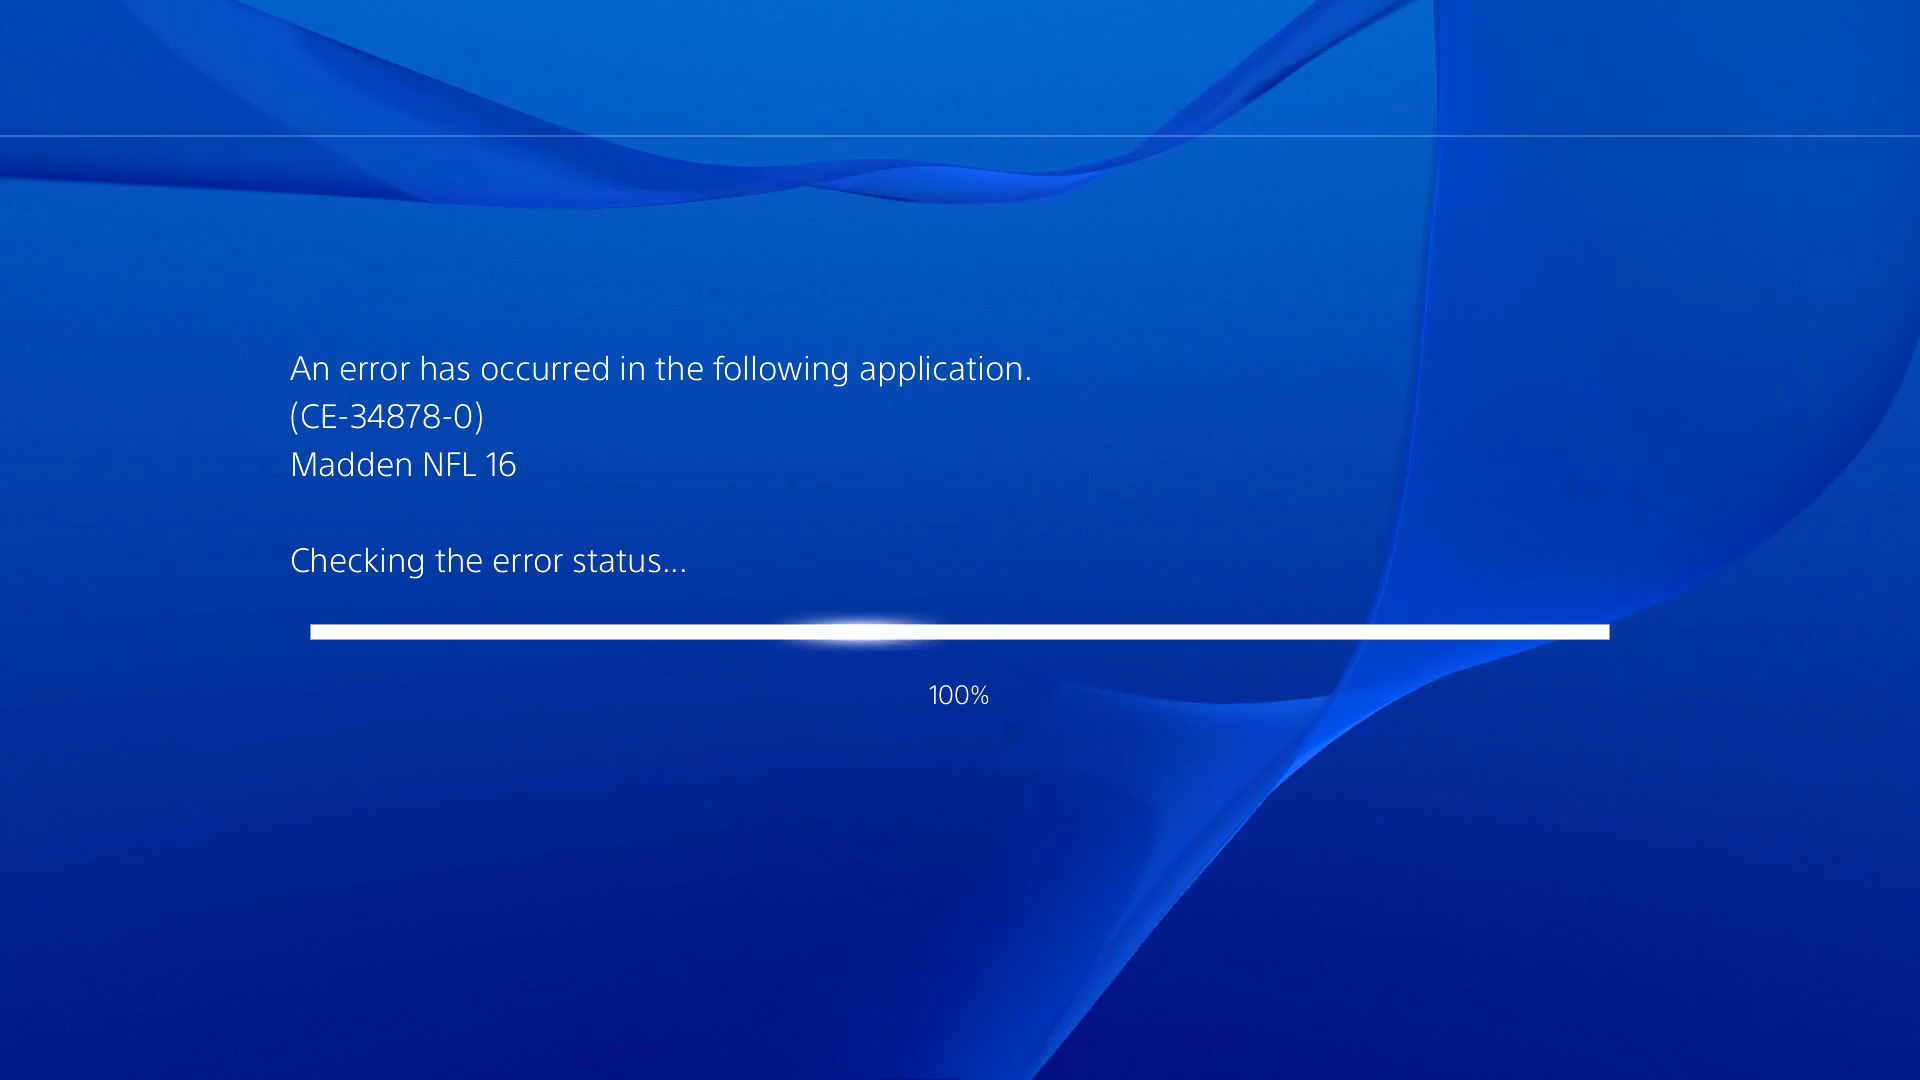 An error has occurred in the following application.
(CE-34878-0)
Madden NFL 16
Checking the error status...
100%